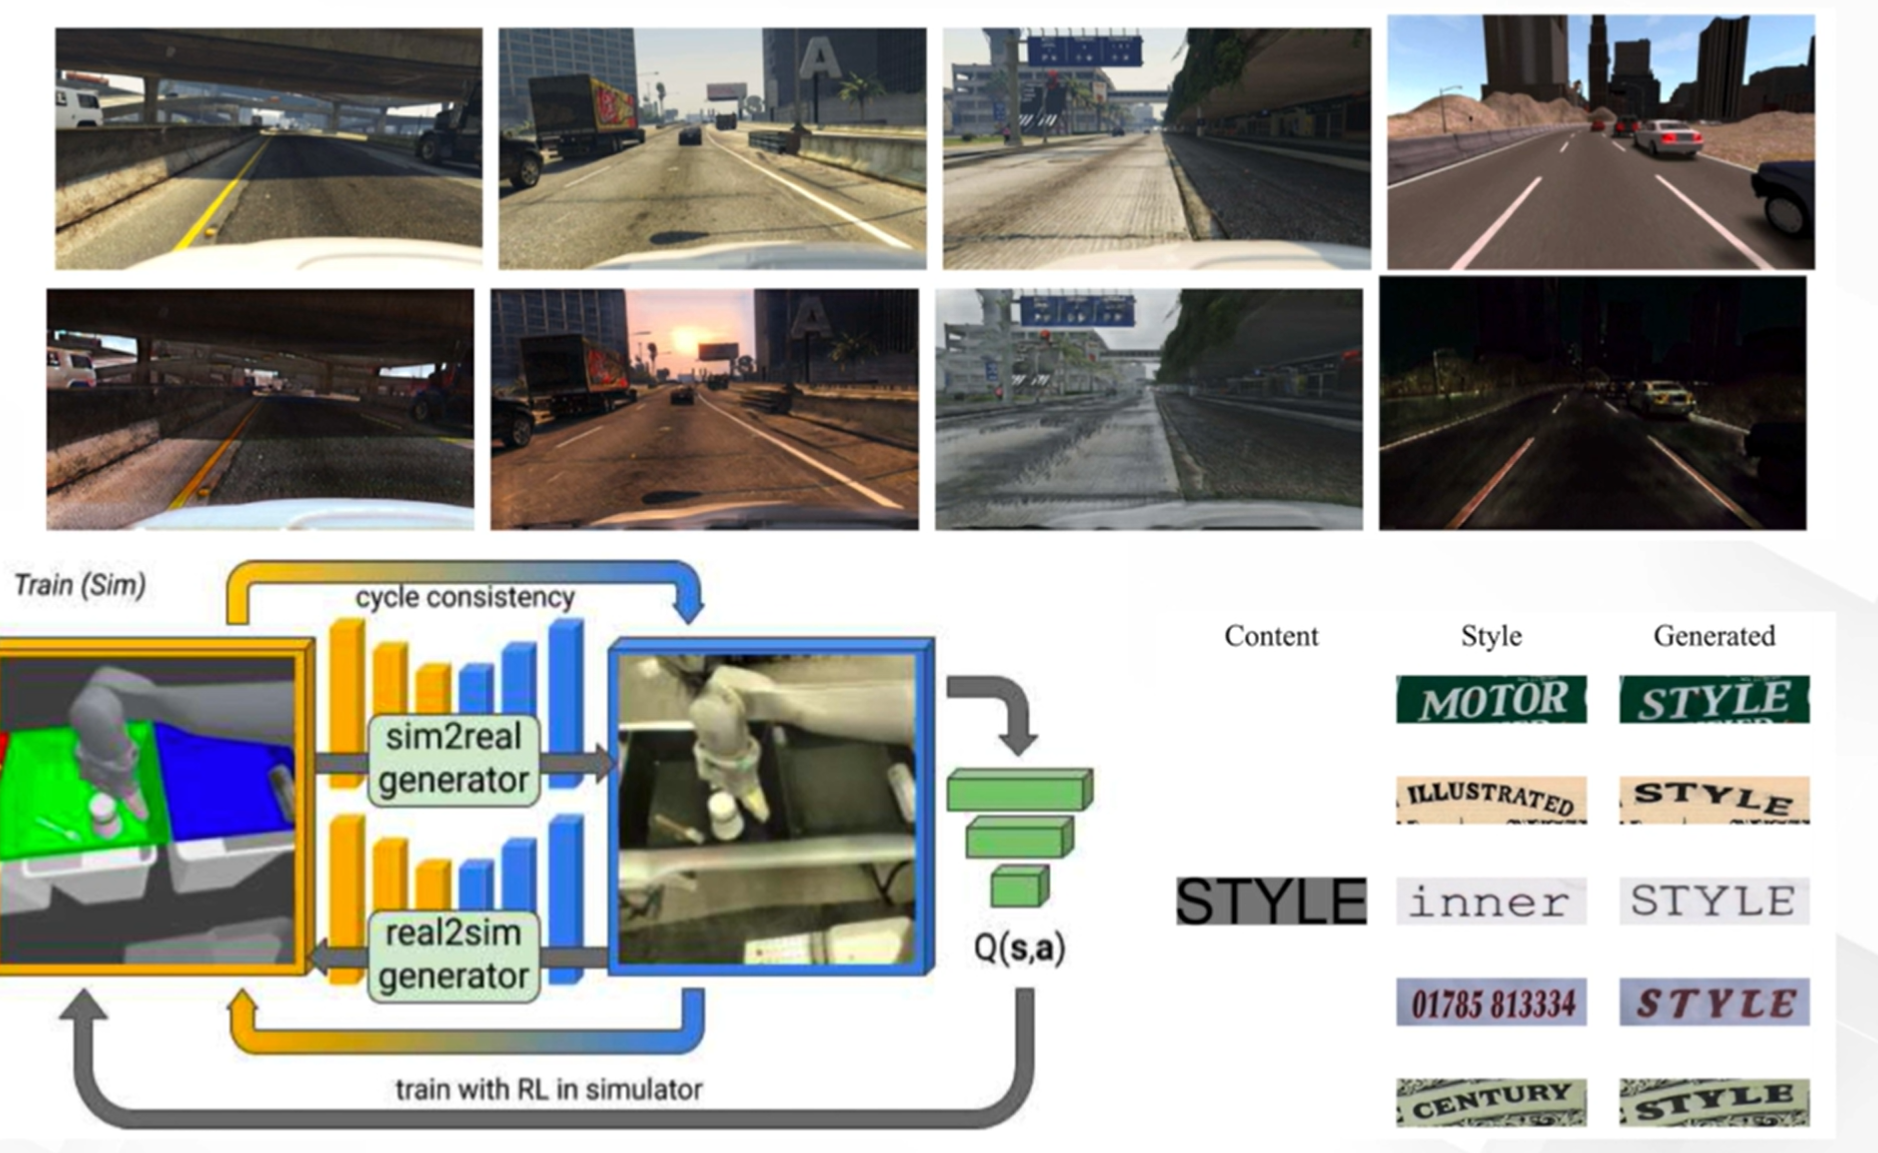 A
A
Train (Sim)
cycle consistency
sim2real
generator
real2sim
generator
Q(s,a)
train with RL in simulator
Content Style Generated
MOTOR STYLE
ILLUSTRATED STYLE
STYLE inner STYLE
01785 813334 STYLE
CENTURY STYLE